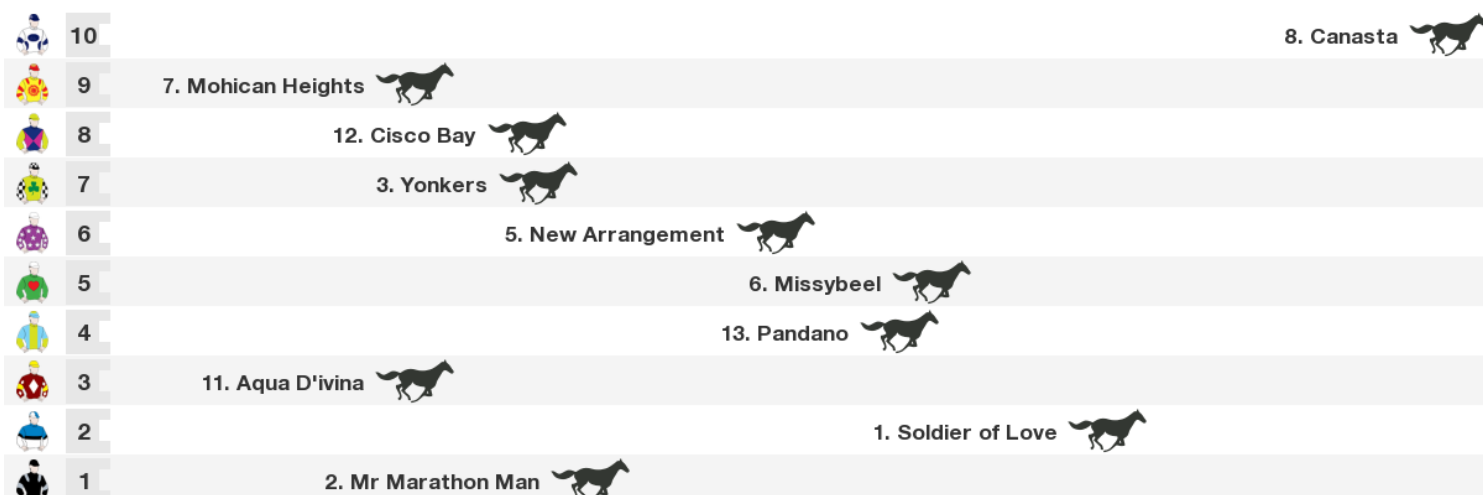 10 8. Canasta
9 7. Mohican Heights
8 12. Cisco Bay
7 3. Yonkers
6 5. New Arrangement
5 6. Missybeel
4 13. Pandano
3 11. Aqua D'ivina
2 1. Soldier of Love
1 2. Mr Marathon Man